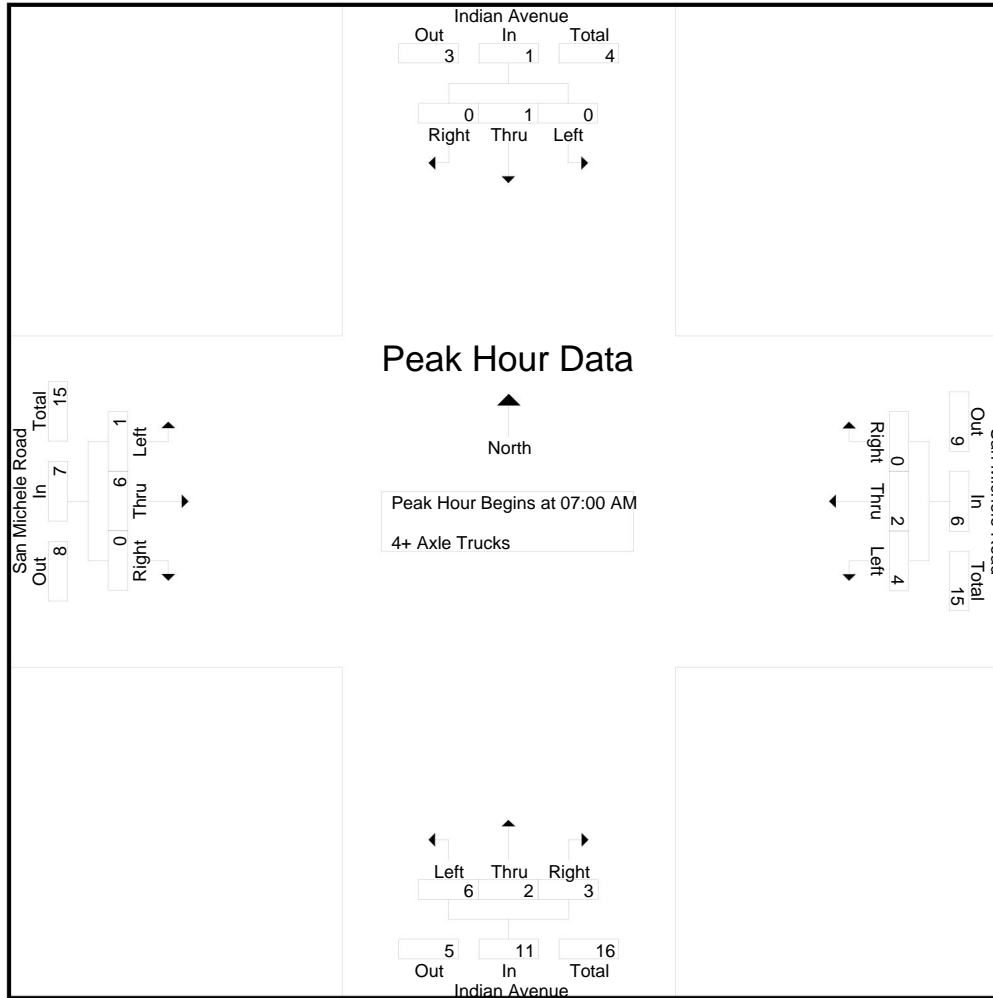 Indian Avenue
Out In Total
3 1 4
0 1 0
Right Thru Left
Peak Hour Data
North
Peak Hour Begins at 07:00 AM
4+ Axle Trucks
San Michele Road
Out In Total
8 7 15
1 6 0
Left Thru Right
Out In Total
9 6 15
0 2 4
Right Thru Left
Left Thru Right
6 2 3
5 11 16
Out In Total
Indian Avenue